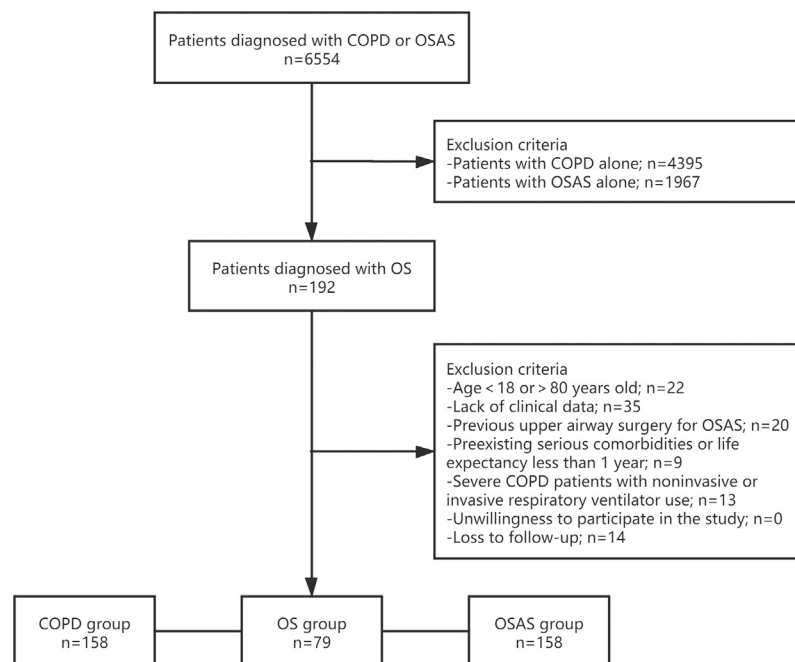 Patients diagnosed with COPD or OSAS
n=6554
Exclusion criteria
-Patients with COPD alone; n=4395
-Patients with OSAS alone; n=1967
Patients diagnosed with OS
n=192
Exclusion criteria
-Age < 18 or > 80 years old; n=22
-Lack of clinical data; n=35
-Previous upper airway surgery for OSAS; n=20
-Preexisting serious comorbidities or life
expectancy less than 1 year; n=9
-Severe COPD patients with noninvasive or
invasive respiratory ventilator use; n=13
-Unwillingness to participate in the study; n=0
-Loss to follow-up; n=14
COPD group
n=158
OS group
n=79
OSAS group
n=158